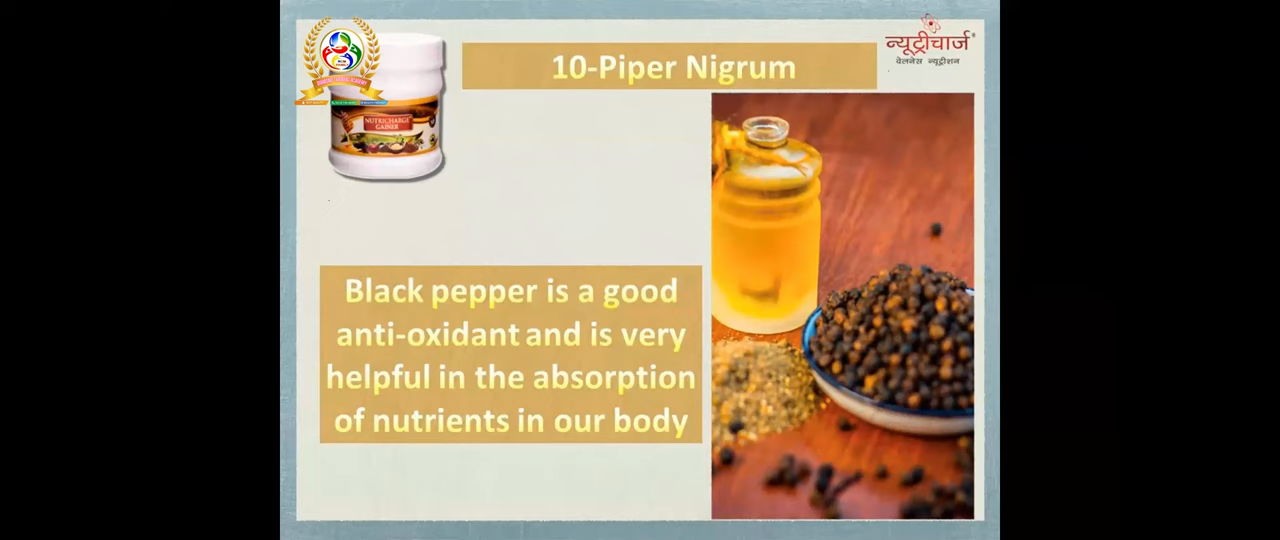 10-Piper Nigrum
न्यूट्रीचार्ज®
वेलनेस न्यूट्रीशन
NUTRICHARGE
GAINER
Black pepper is a good
anti-oxidant and is very
helpful in the absorption
of nutrients in our body